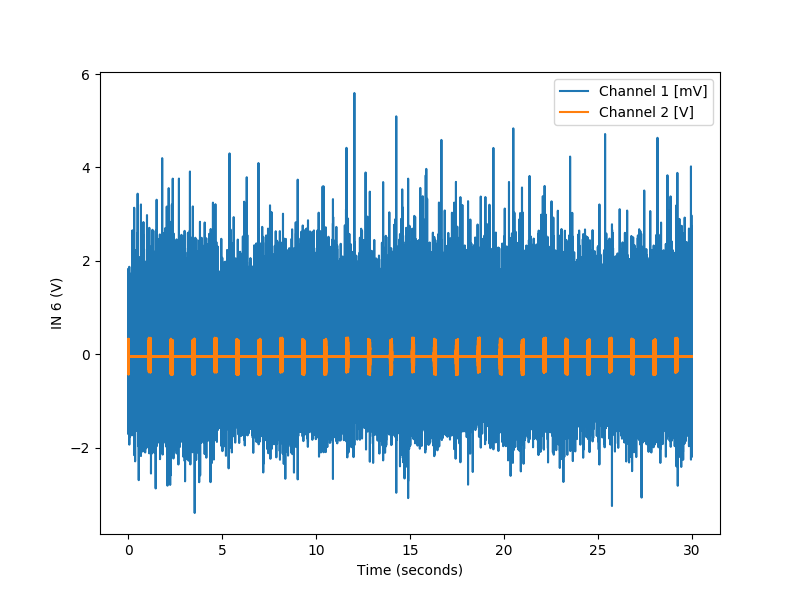 6
4
2
0
−2
IN 6 (V)
Channel 1 [mV]
Channel 2 [V]
0 5 10 15 20 25 30
Time (seconds)